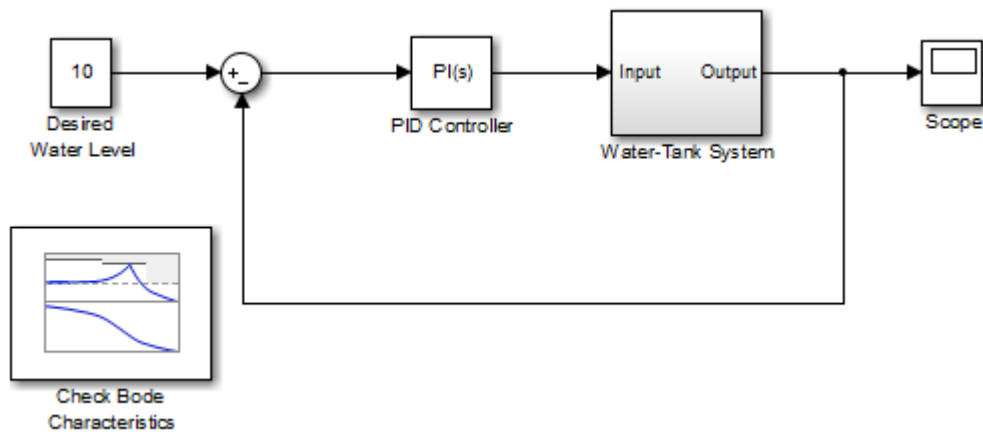 10
Desired
Water Level
+
−
PI(s)
PID Controller
Input Output
Water-Tank System
Scope
Check Bode
Characteristics